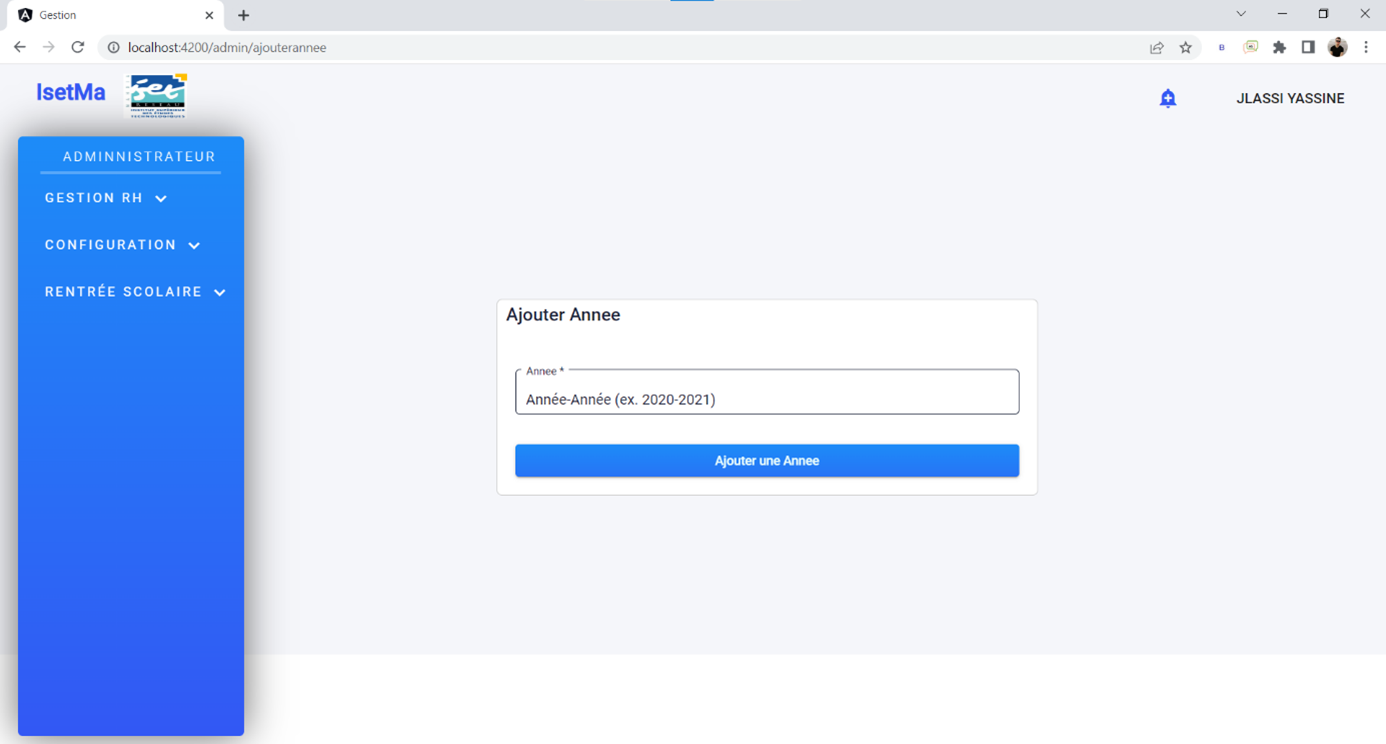 Gestion
localhost:4200/admin/ajouterannee
B
IsetMa
JLASSI YASSINE
ADMINNISTRATEUR
GESTION RH
CONFIGURATION
RENTRÉE SCOLAIRE
Ajouter Annee
Annee *
Année-Année (ex. 2020-2021)
Ajouter une Annee